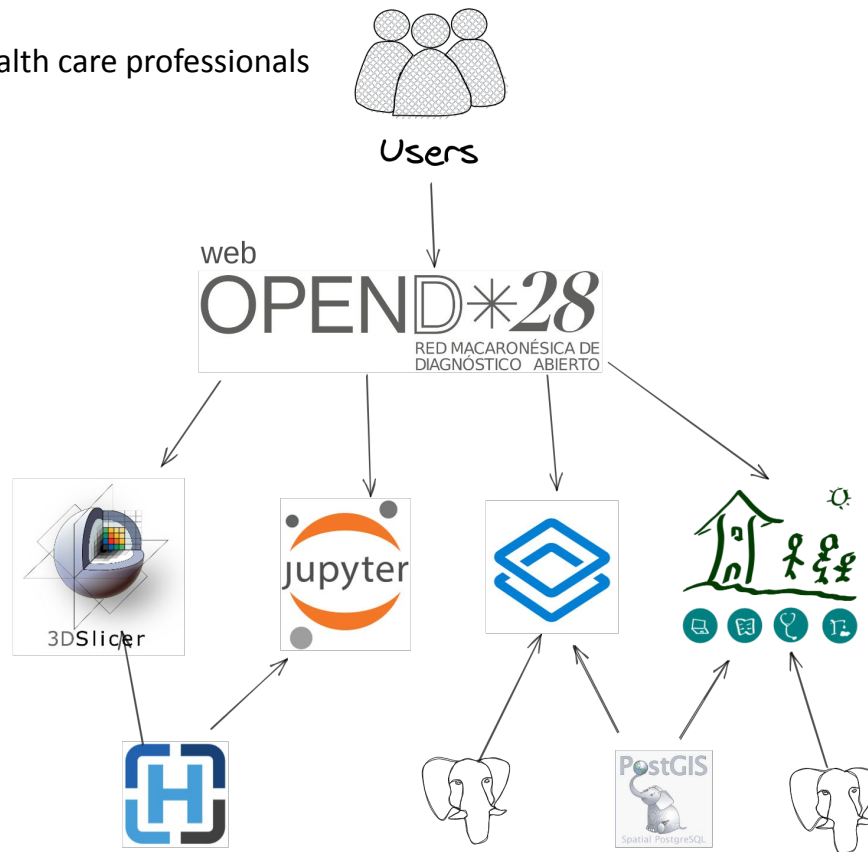 alth care professionals
Users
web
OPEND*28
RED MACARONÉSICA DE
DIAGNÓSTICO ABIERTO
3DSlicer
jupyter
H
PostGIS
Spatial PostgreSQL